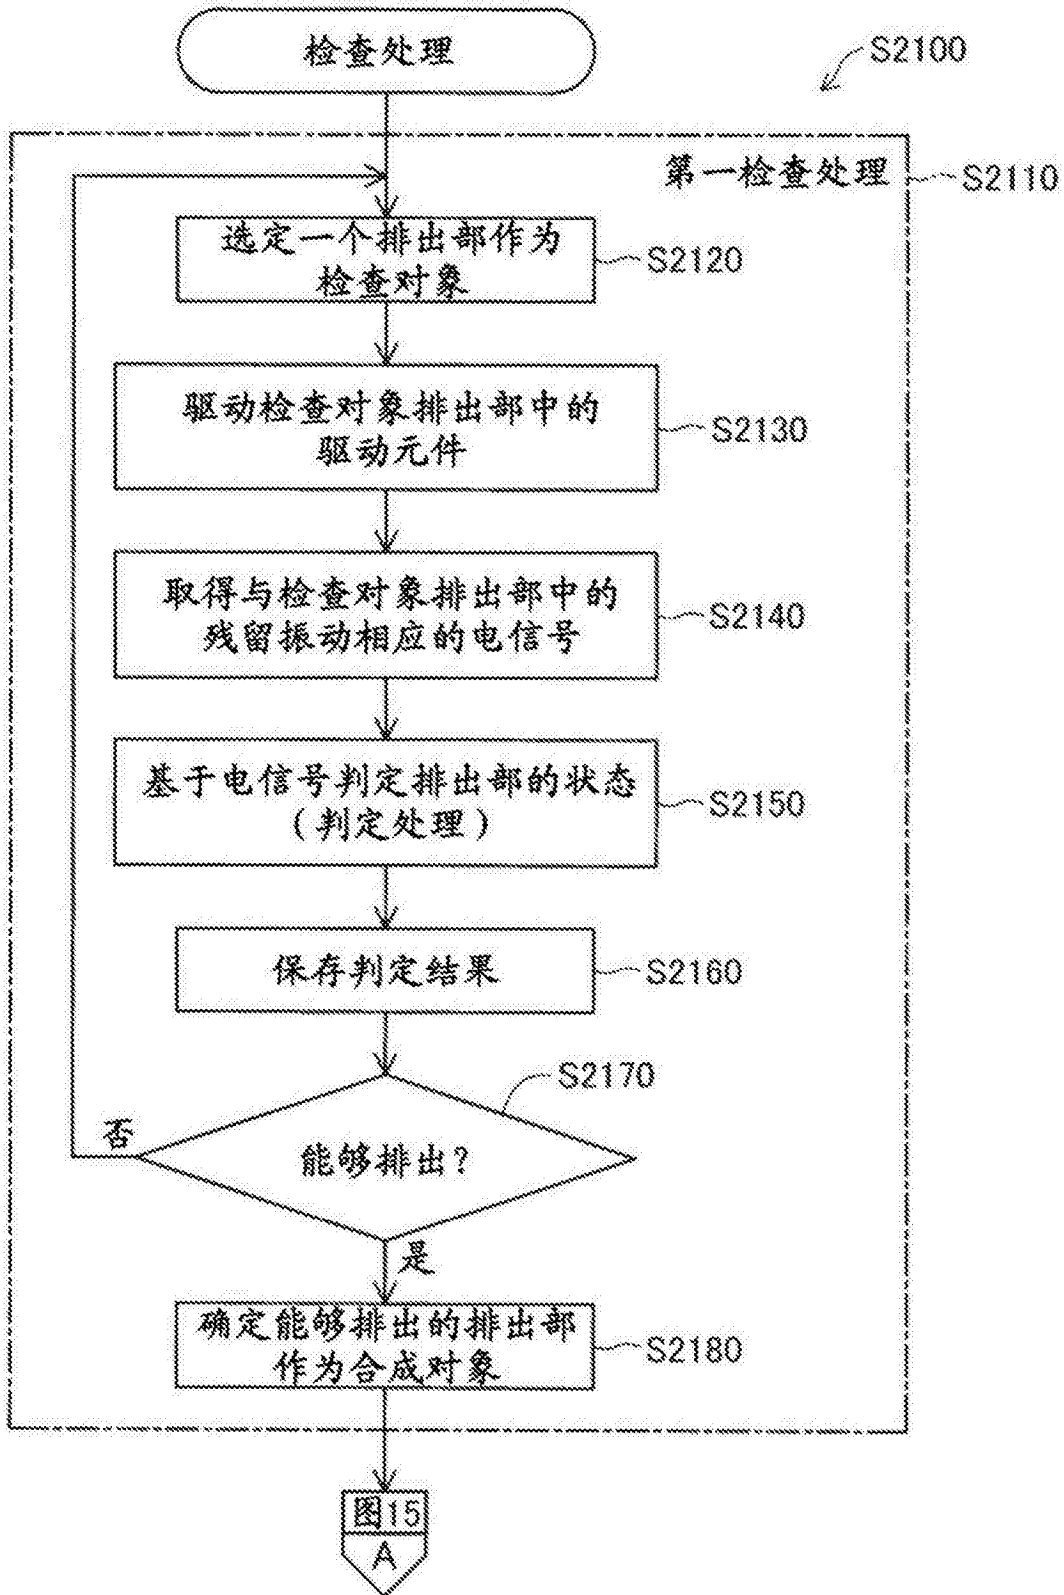 检查处理
S2100
第一检查处理
S2110
选定一个排出部作为
检查对象
S2120
驱动检查对象排出部中的
驱动元件
S2130
取得与检查对象排出部中的
残留振动相应的电信号
S2140
基于电信号判定排出部的状态
(判定处理)
S2150
保存判定结果
S2160
S2170
否
能够排出?
是
确定能够排出的排出部
作为合成对象
S2180
图15
A